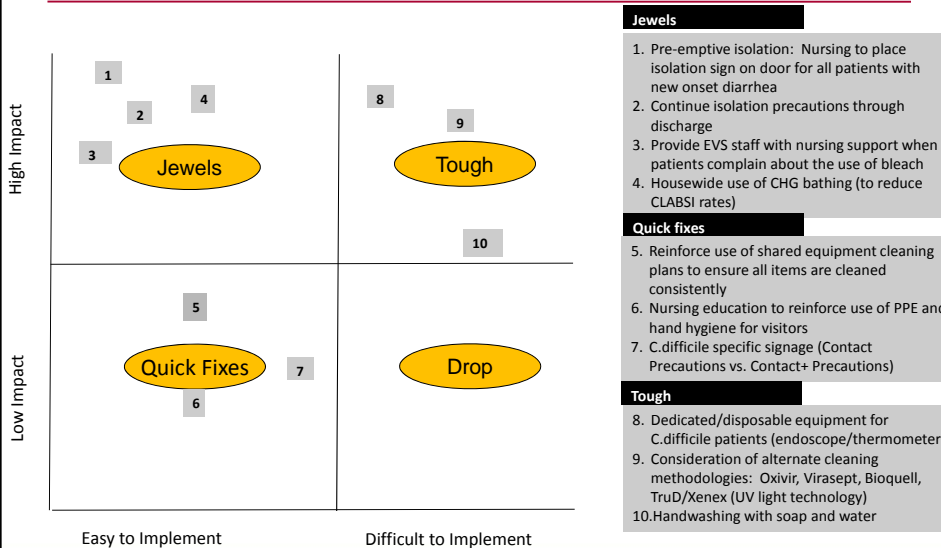 High Impact
Low Impact
1
2
3
4
Jewels
8
9
Tough
10
5
Quick Fixes
7
6
Drop
Easy to Implement
Difficult to Implement
Jewels
1. Pre-emptive isolation: Nursing to place
isolation sign on door for all patients with
new onset diarrhea
2. Continue isolation precautions through
discharge
3. Provide EVS staff with nursing support when
patients complain about the use of bleach
4. Housewide use of CHG bathing (to reduce
CLABSI rates)
Quick fixes
5. Reinforce use of shared equipment cleaning
plans to ensure all items are cleaned
consistently
6. Nursing education to reinforce use of PPE and
hand hygiene for visitors
7. C.difficile specific signage (Contact
Precautions vs. Contact+ Precautions)
Tough
8. Dedicated/disposable equipment for
C.difficile patients (endoscope/thermometer
9. Consideration of alternate cleaning
methodologies: Oxivir, Virasept, Bioquell,
TruD/Xenex (UV light technology)
10.Handwashing with soap and water